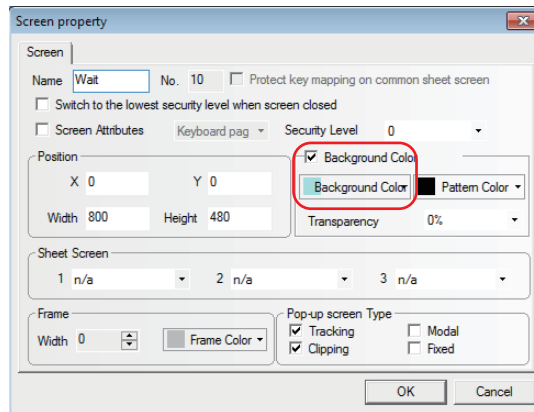 Screen property
Screen
Name Wait No. 10 Protect key mapping on common sheet screen
Switch to the lowest security level when screen closed
Screen Attributes Keyboard pag Security Level 0
Position Background Color
X 0 Y 0 Background Color Pattern Color
Width 800 Height 480 Transparency 0%
Sheet Screen
1 n/a 2 n/a 3 n/a
Frame Pop-up screen Type
Width 0 Frame Color Tracking Modal
Clipping Fixed
OK Cancel